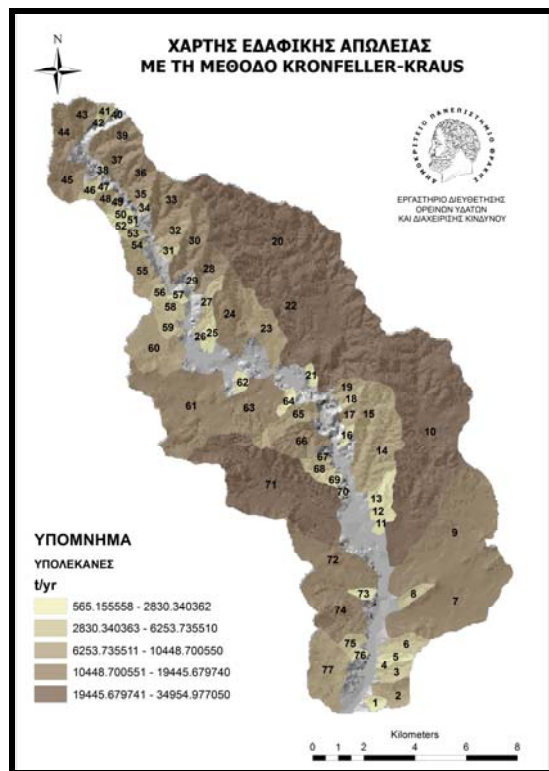 ΧΑΡΤΗΣ ΕΔΑΦΙΚΗΣ ΑΠΩΛΕΙΑΣ
ΜΕ ΤΗ ΜΕΘΟΔΟ KRONFELLER-KRAUS
N
ΔΗΜΟΚΡΙΤΕΙΟ ΠΑΝΕΠΙΣΤΗΜΙΟ ΘΡΑΚΗΣ
ΕΡΓΑΣΤΗΡΙΟ ΔΙΕΥΘΕΤΗΣΗΣ
ΟΡΕΙΝΩΝ ΥΔΑΤΩΝ
ΚΑΙ ΔΙΑΧΕΙΡΙΣΗΣ ΚΙΝΔΥΝΟΥ
43 41 40
42
44 39
37
38 36
45 46 47 35 33
48 49 34
50 51
52 53 32 30 20
54 31
55 28
29
56 57 27 22
58 24
59 26 25 23
60
62 21 19
61 63 64 18
65 17 15
16 10
66 14
67
68
71 69
70 13
12
11
9
72
73 8
74 7
75 6
76 5
4
77 3
2
1
ΥΠΟΜΝΗΜΑ
ΥΠΟΛΕΚΑΝΕΣ
t/yr
565.155558 - 2830.340362
2830.340363 - 6253.735510
6253.735511 - 10448.700550
10448.700551 - 19445.679740
19445.679741 - 34954.977050
Kilometers
0 1 2 4 6 8